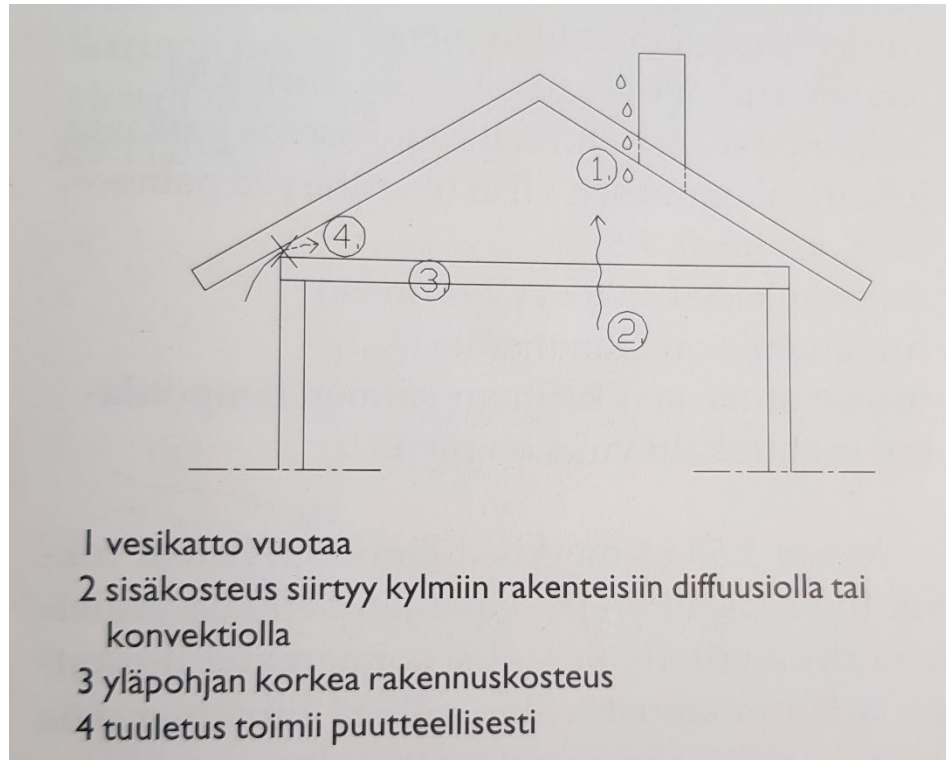 1.
4.
3.
2.
1 vesikatto vuotaa
2 sisäkosteus siirtyy kylmiin rakenteisiin diffuusiolla tai
konvektiolla
3 yläpohjan korkea rakennuskosteus
4 tuuletus toimii puutteellisesti